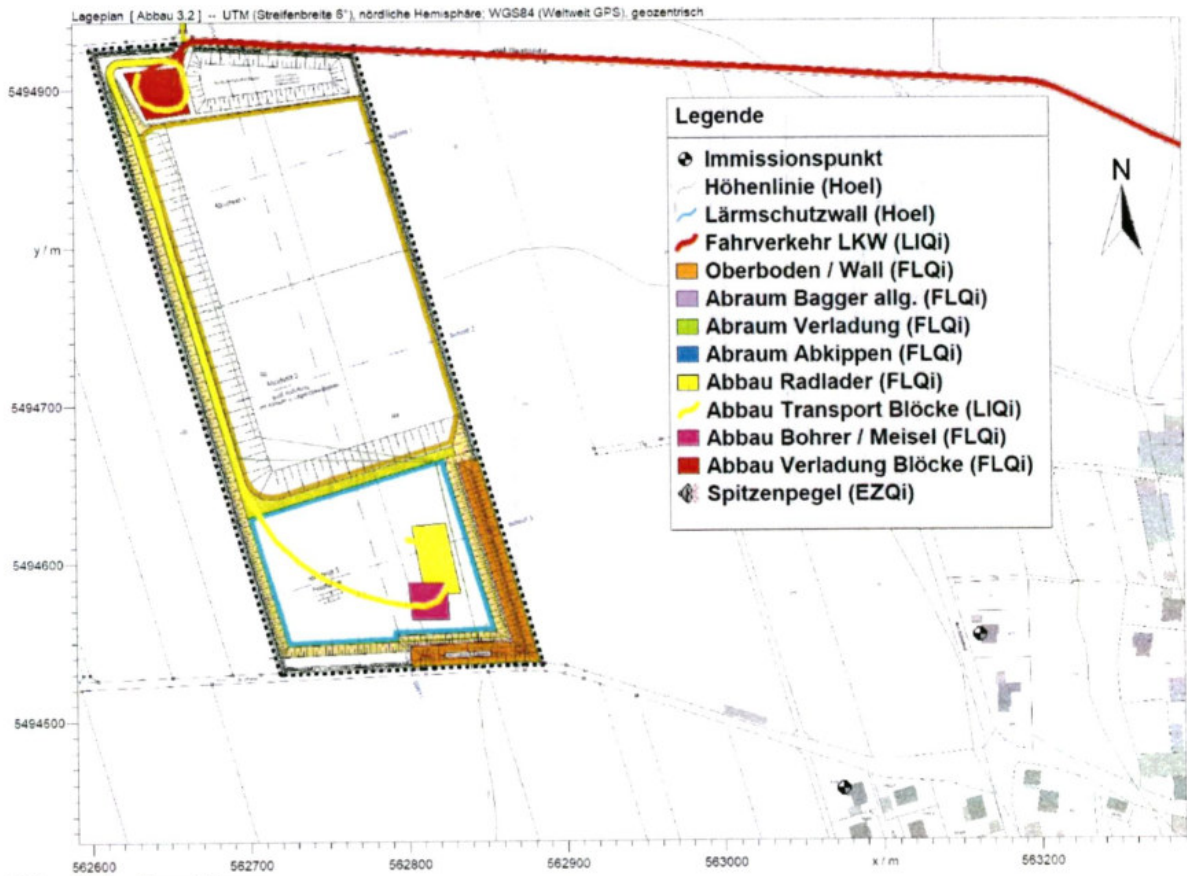 Lageplan [ Abbau 3.2 ] -- UTM (Streifenbreite 6°), nördliche Hemisphäre; WGS84 (Weltweit GPS), geozentrisch
5494900
y / m
5494700
5494600
5494500
562600
562700
562800
562900
563000
x / m
563200
Legende
Immissionspunkt
Höhenlinie (Hoel)
Lärmschutzwall (Hoel)
Fahrverkehr LKW (LIQi)
Oberboden / Wall (FLQi)
Abraum Bagger allg. (FLQi)
Abraum Verladung (FLQi)
Abraum Abkippen (FLQi)
Abbau Radlader (FLQi)
Abbau Transport Blöcke (LIQi)
Abbau Bohrer / Meisel (FLQi)
Abbau Verladung Blöcke (FLQi)
Spitzenpegel (EZQi)
N